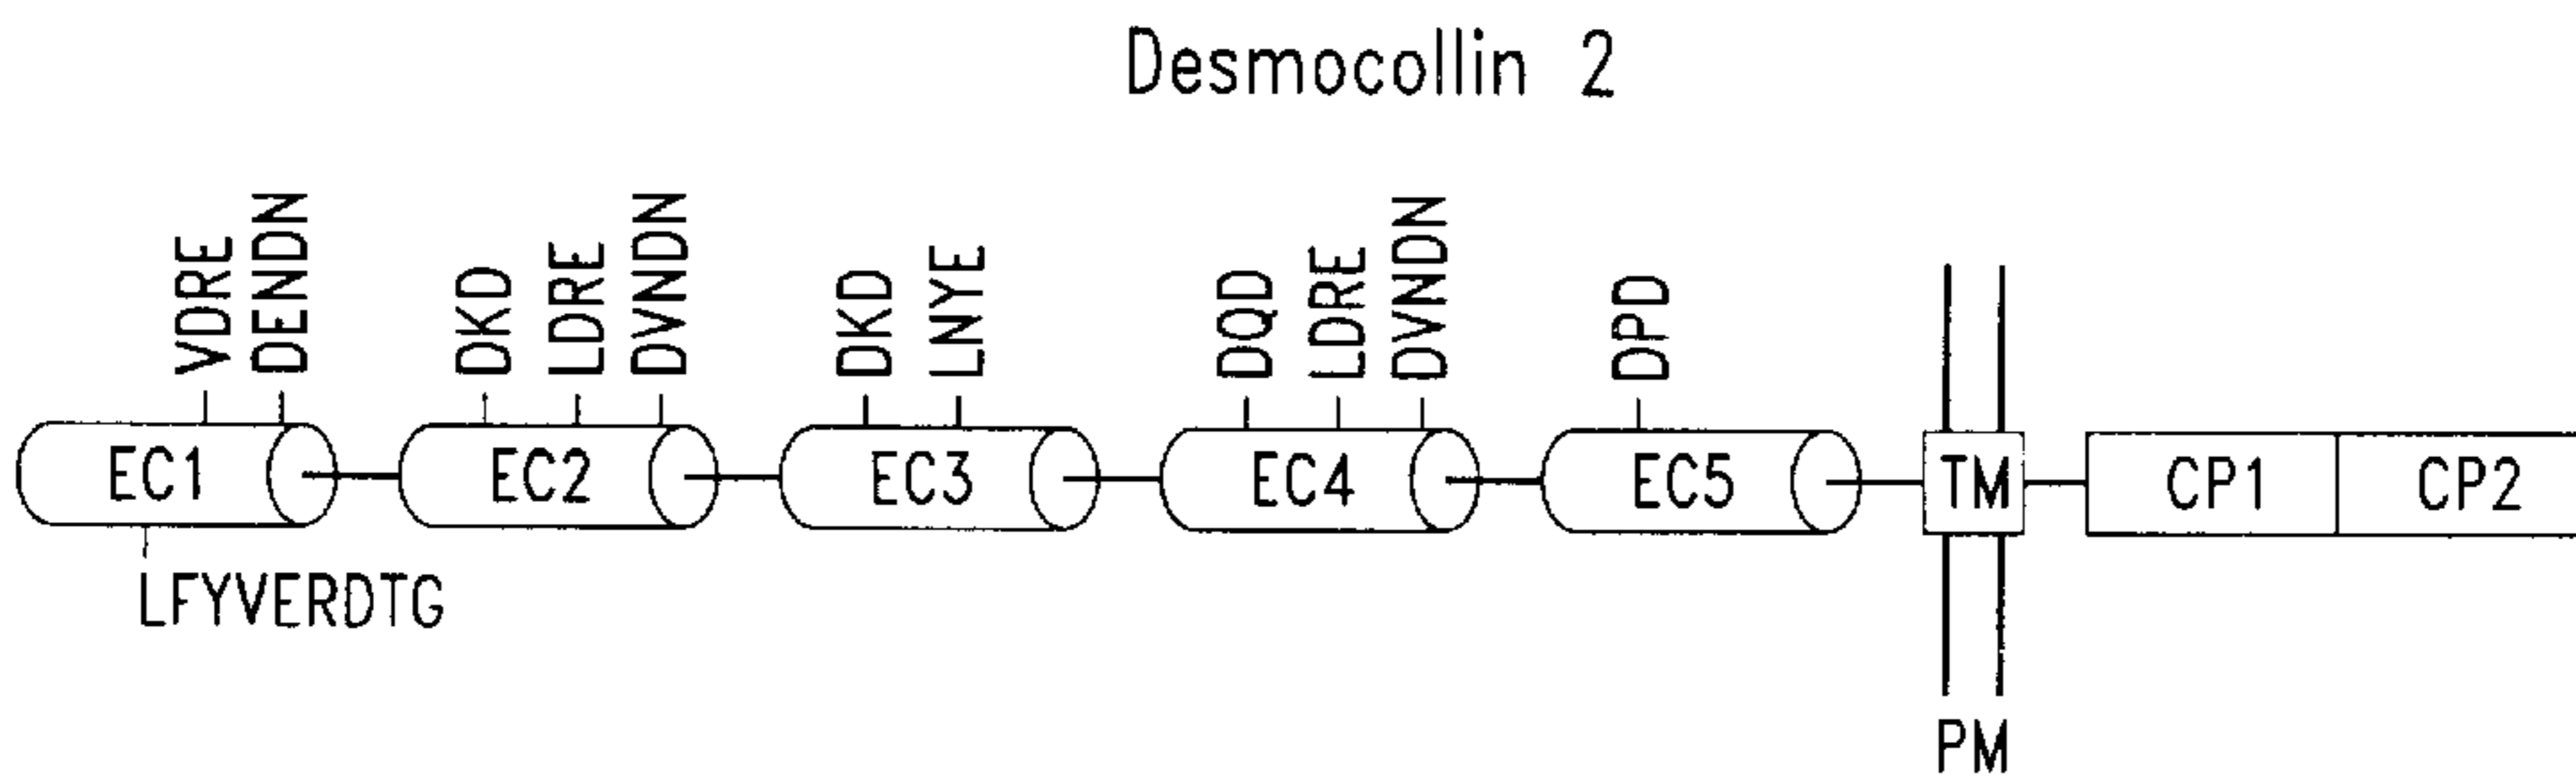 Desmocollin 2
VDRE DENDN DKD LDRE DVNDN DKD LNYE DQD LDRE DVNDN DPD
EC1 EC2 EC3 EC4 EC5 TM CP1 CP2
LFYVERDTG
PM